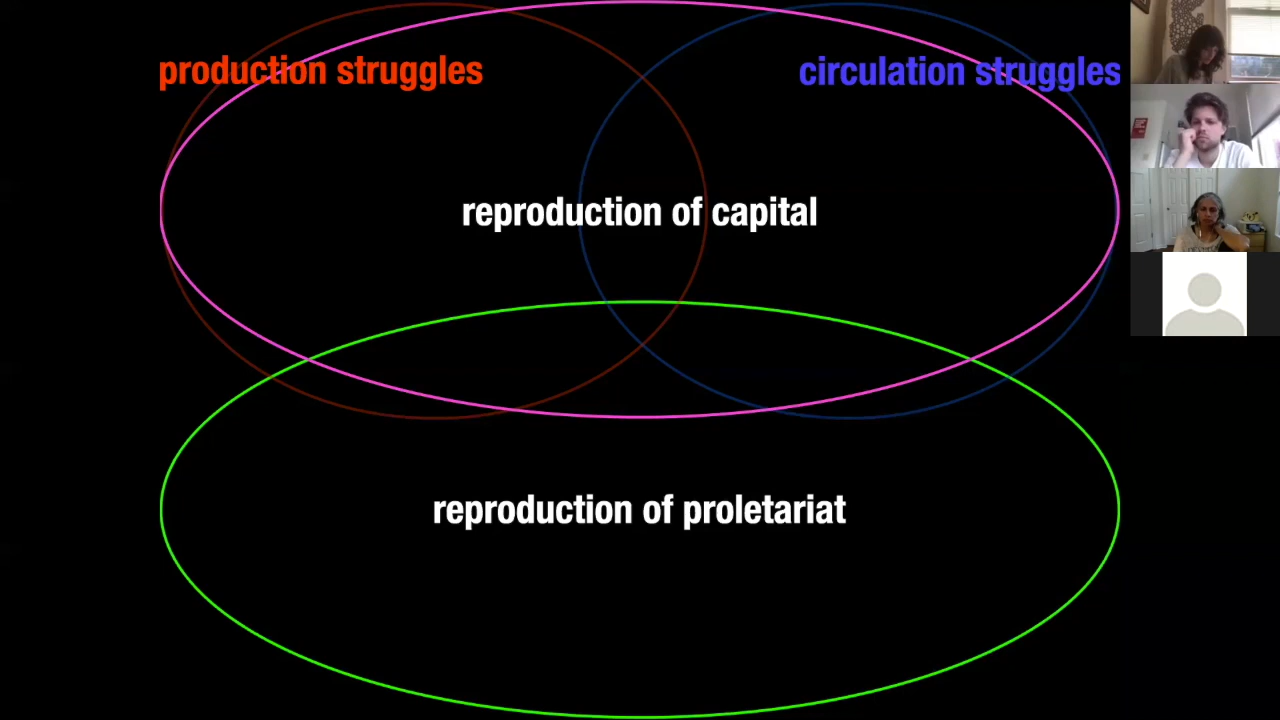 production struggles
circulation struggles
reproduction of capital
reproduction of proletariat